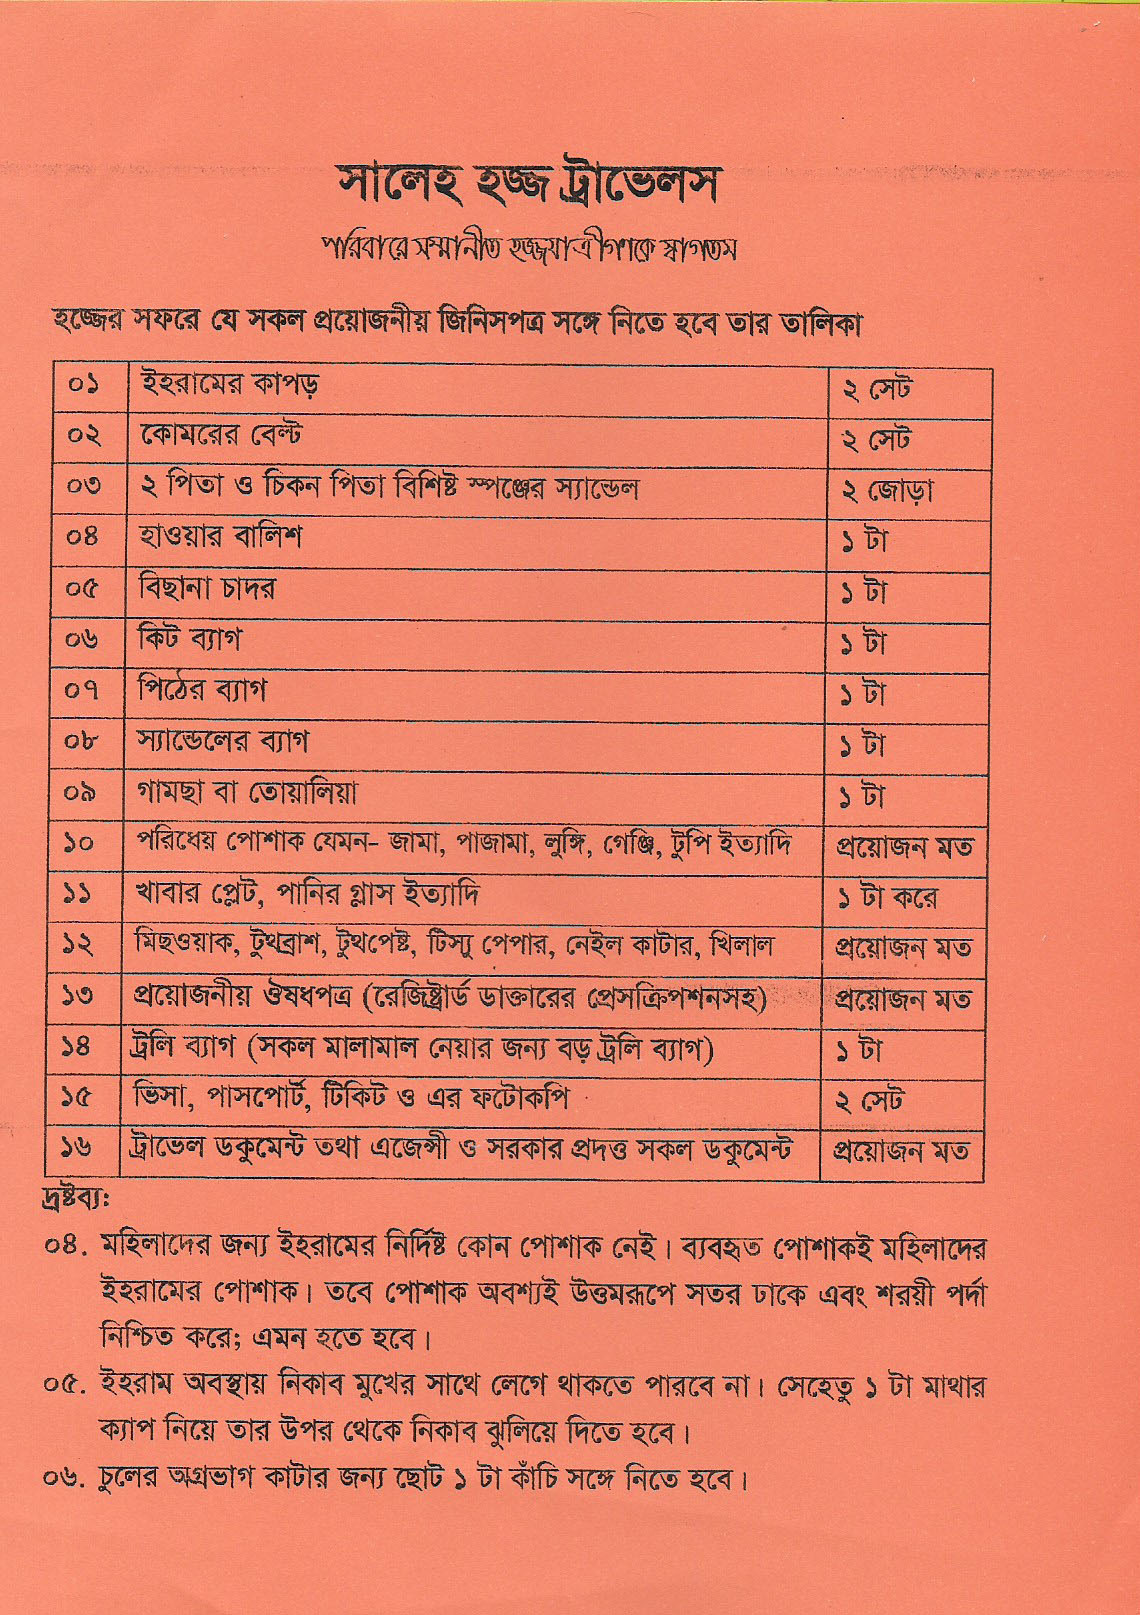 সালেহ হজ্জ ট্রাভেলস
পরিবারে সম্মানীত হজ্জযাত্রীগণকে স্বাগতম
হজ্জের সফরে যে সকল প্রয়োজনীয় জিনিসপত্র সঙ্গে নিতে হবে তার তালিকা
০১ ইহরামের কাপড় ২ সেট
০২ কোমরের বেল্ট ২ সেট
০৩ ২ পিতা ও চিকন পিতা বিশিষ্ট স্পঞ্জের স্যান্ডেল ২ জোড়া
০৪ হাওয়ার বালিশ ১ টা
০৫ বিছানা চাদর ১ টা
০৬ কিট ব্যাগ ১ টা
০৭ পিঠের ব্যাগ ১ টা
০৮ স্যান্ডেলের ব্যাগ ১ টা
০৯ গামছা বা তোয়ালিয়া ১ টা
১০ পরিধেয় পোশাক যেমন- জামা, পাজামা, লুঙ্গি, গেঞ্জি, টুপি ইত্যাদি প্রয়োজন মত
১১ খাবার প্লেট, পানির গ্লাস ইত্যাদি ১ টা করে
১২ মিছওয়াক, টুথব্রাশ, টুথপেষ্ট, টিস্যু পেপার, নেইল কাটার, খিলাল প্রয়োজন মত
১৩ প্রয়োজনীয় ঔষধপত্র (রেজিষ্ট্রার্ড ডাক্তারের প্রেসক্রিপশনসহ) প্রয়োজন মত
১৪ ট্রলি ব্যাগ (সকল মালামাল নেয়ার জন্য বড় ট্রলি ব্যাগ) ১ টা
১৫ ভিসা, পাসপোর্ট, টিকিট ও এর ফটোকপি ২ সেট
১৬ ট্রাভেল ডকুমেন্ট তথা এজেন্সী ও সরকার প্রদত্ত সকল ডকুমেন্ট প্রয়োজন মত
দ্রষ্টব্য:
০৪. মহিলাদের জন্য ইহরামের নির্দিষ্ট কোন পোশাক নেই। ব্যবহৃত পোশাকই মহিলাদের
ইহরামের পোশাক। তবে পোশাক অবশ্যই উত্তমরূপে সতর ঢাকে এবং শরয়ী পর্দা
নিশ্চিত করে; এমন হতে হবে।
০৫. ইহরাম অবস্থায় নিকাব মুখের সাথে লেগে থাকতে পারবে না। সেহেতু ১ টা মাথার
ক্যাপ নিয়ে তার উপর থেকে নিকাব ঝুলিয়ে দিতে হবে।
০৬. চুলের অগ্রভাগ কাটার জন্য ছোট ১ টা কাঁচি সঙ্গে নিতে হবে।